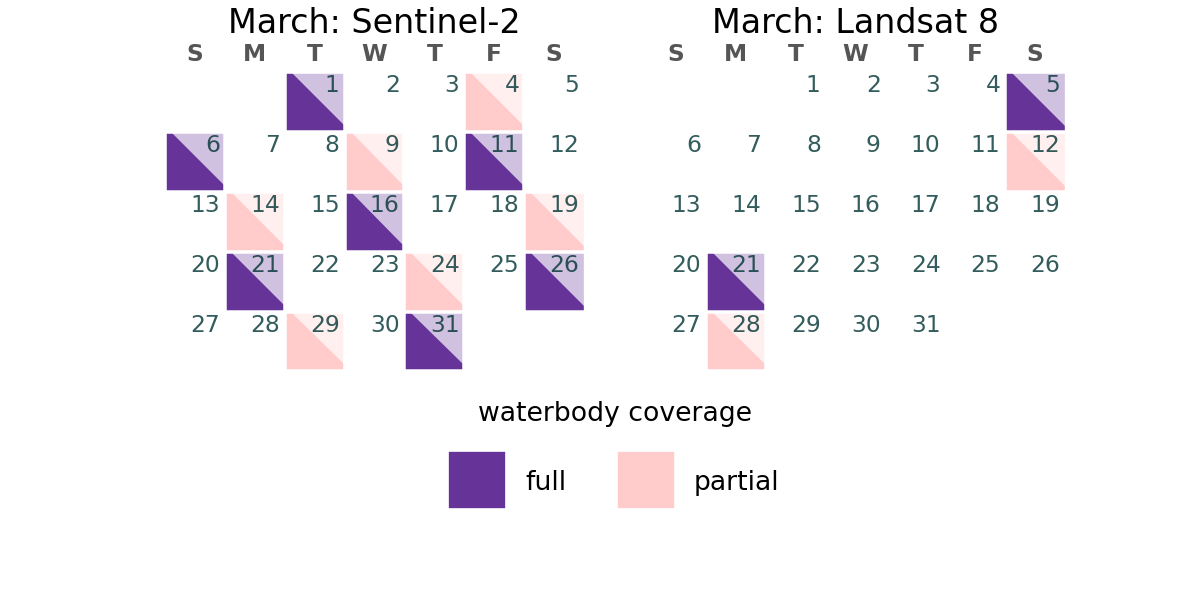 March: Sentinel-2
S M T W T F S
1 2 3 4 5
6 7 8 9 10 11 12
13 14 15 16 17 18 19
20 21 22 23 24 25 26
27 28 29 30 31
March: Landsat 8
S M T W T F S
1 2 3 4 5
6 7 8 9 10 11 12
13 14 15 16 17 18 19
20 21 22 23 24 25 26
27 28 29 30 31
waterbody coverage
full partial